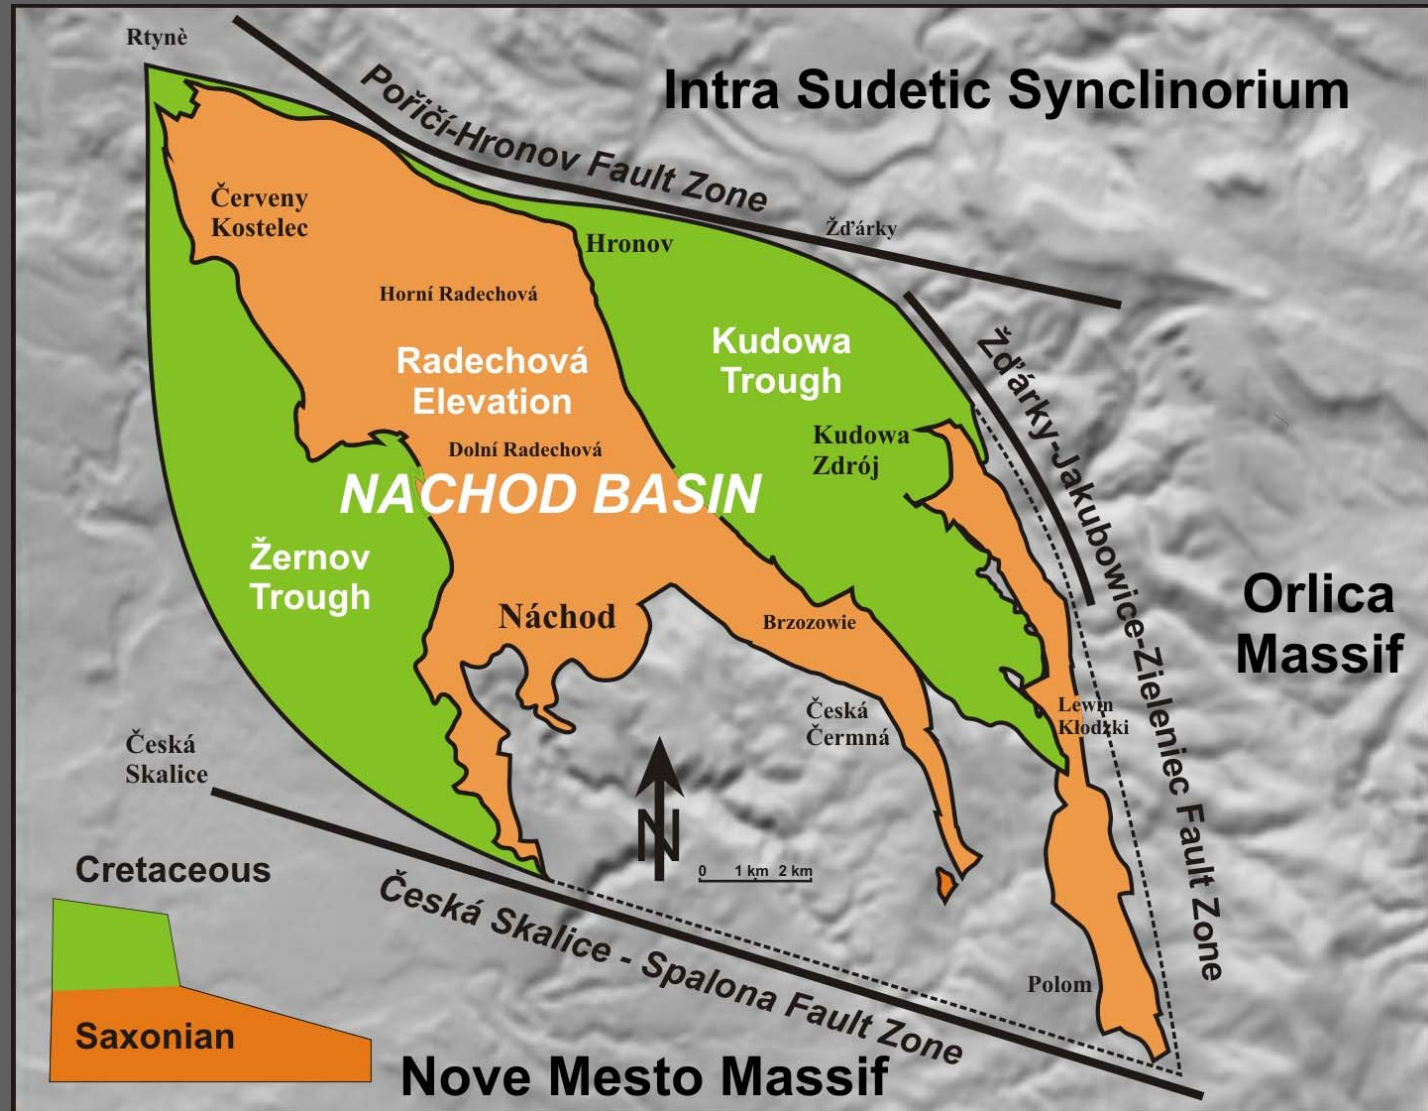 Rtynè
Intra Sudetic Synclinorium
Poříčí-Hronov Fault Zone
Červeny
Kostelec
Žďárky
Hronov
Horní Radechová
Kudowa
Trough
Radechová
Elevation
Žďárky-Jakubowice-Zieleniec Fault Zone
Kudowa
Zdrój
Dolní Radechová
NACHOD BASIN
Žernov
Trough
Orlica
Massif
Náchod
Brzozowie
Česká
Čermná
Lewin
Kłodzki
Česká
Skalice
N
0 1 km 2 km
Cretaceous
Česká Skalice - Spalona Fault Zone
Polom
Saxonian
Nove Mesto Massif